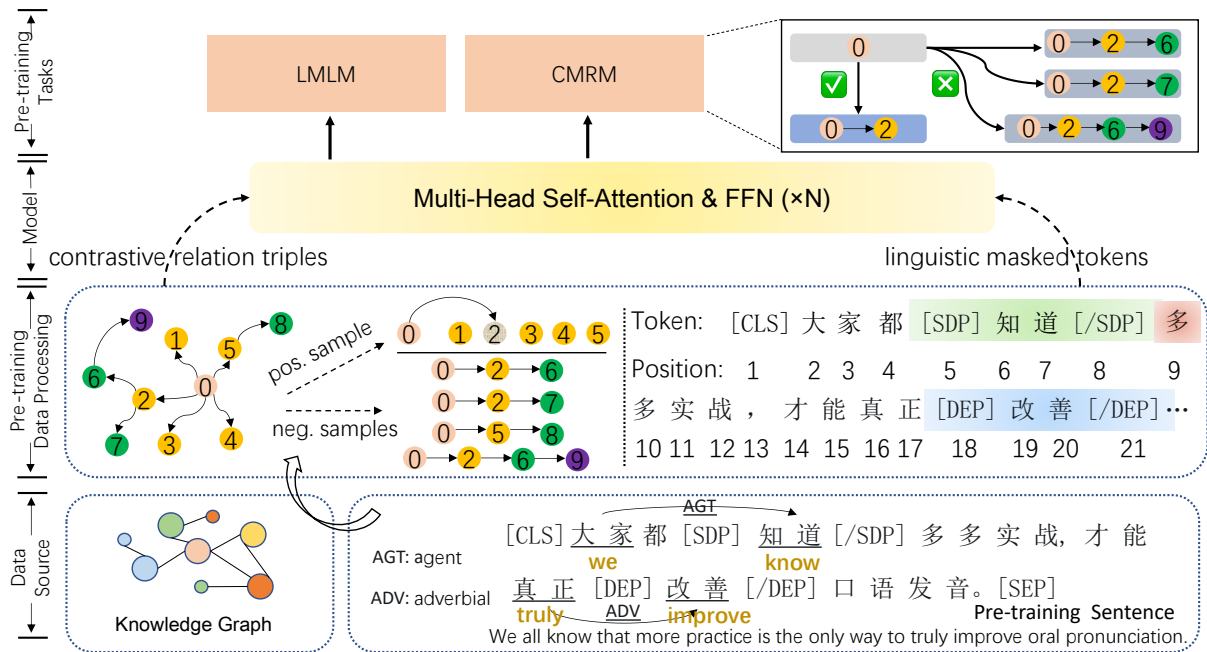 Pre-training Tasks
LMLM
CMRM
0
0 2
0 2 6
0 2 7
0 2 6 9
Model
Multi-Head Self-Attention & FFN (×N)
contrastive relation triples
linguistic masked tokens
Pre-training Data Processing
9
1
8
5
6
2
0
7
3
4
pos. sample
neg. samples
0 1 2 3 4 5
0 2 6
0 2 7
0 5 8
0 2 6 9
Token: [CLS] 大 家 都 [SDP] 知 道 [/SDP] 多
Position: 1 2 3 4 5 6 7 8 9
多 实 战 ， 才 能 真 正 [DEP] 改 善 [/DEP] ···
10 11 12 13 14 15 16 17 18 19 20 21
Data Source
Knowledge Graph
AGT
[CLS] 大 家 都 [SDP] 知 道 [/SDP] 多 多 实 战, 才 能
AGT: agent
we know
真 正 [DEP] 改 善 [/DEP] 口 语 发 音。[SEP]
ADV: adverbial
truly ADV improve
Pre-training Sentence
We all know that more practice is the only way to truly improve oral pronunciation.